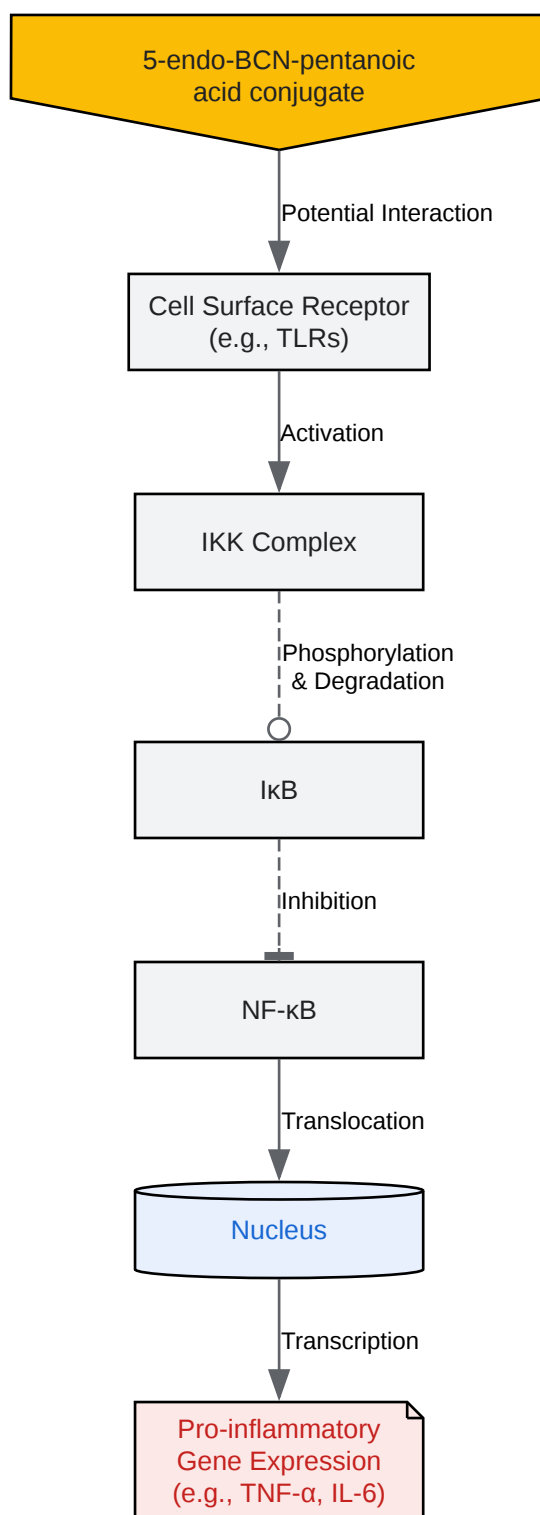 5-endo-BCN-pentanoic
acid conjugate
Potential Interaction
Cell Surface Receptor
(e.g., TLRs)
Activation
IKK Complex
Phosphorylation
& Degradation
IκB
Inhibition
NF-κB
Translocation
Nucleus
Transcription
Pro-inflammatory
Gene Expression
(e.g., TNF-α, IL-6)